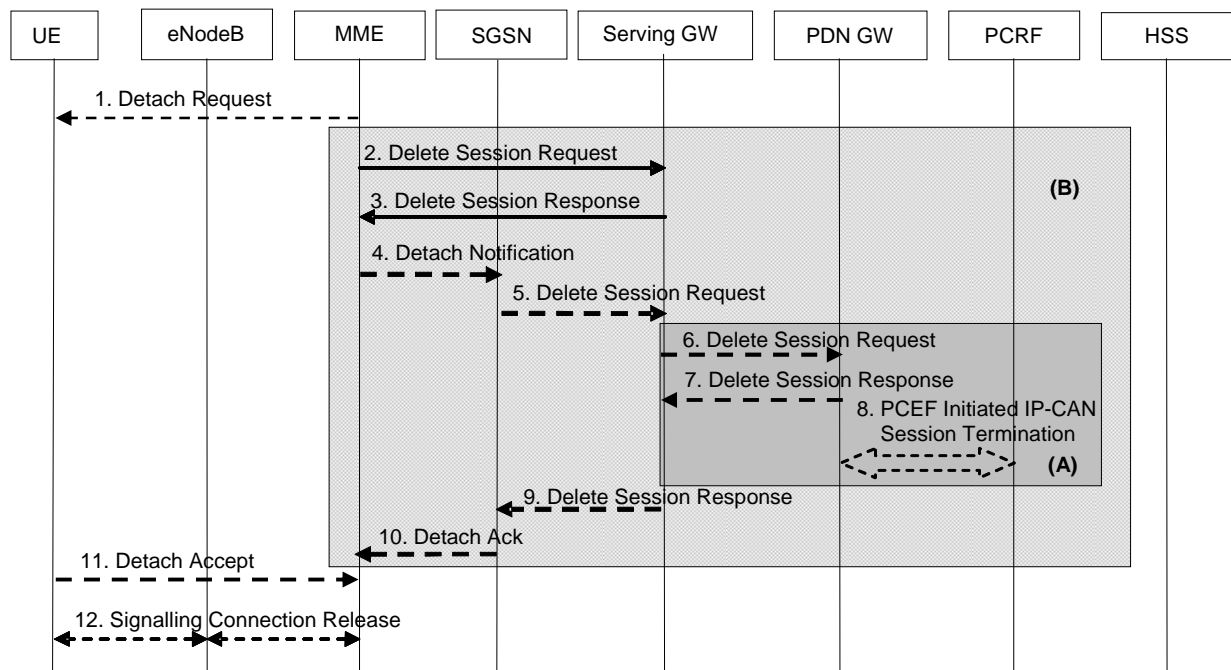 UE
eNodeB
MME
SGSN
Serving GW
PDN GW
PCRF
HSS
1. Detach Request
2. Delete Session Request
(B)
3. Delete Session Response
4. Detach Notification
5. Delete Session Request
6. Delete Session Request
7. Delete Session Response
8. PCEF Initiated IP-CAN
Session Termination
(A)
9. Delete Session Response
10. Detach Ack
11. Detach Accept
12. Signalling Connection Release